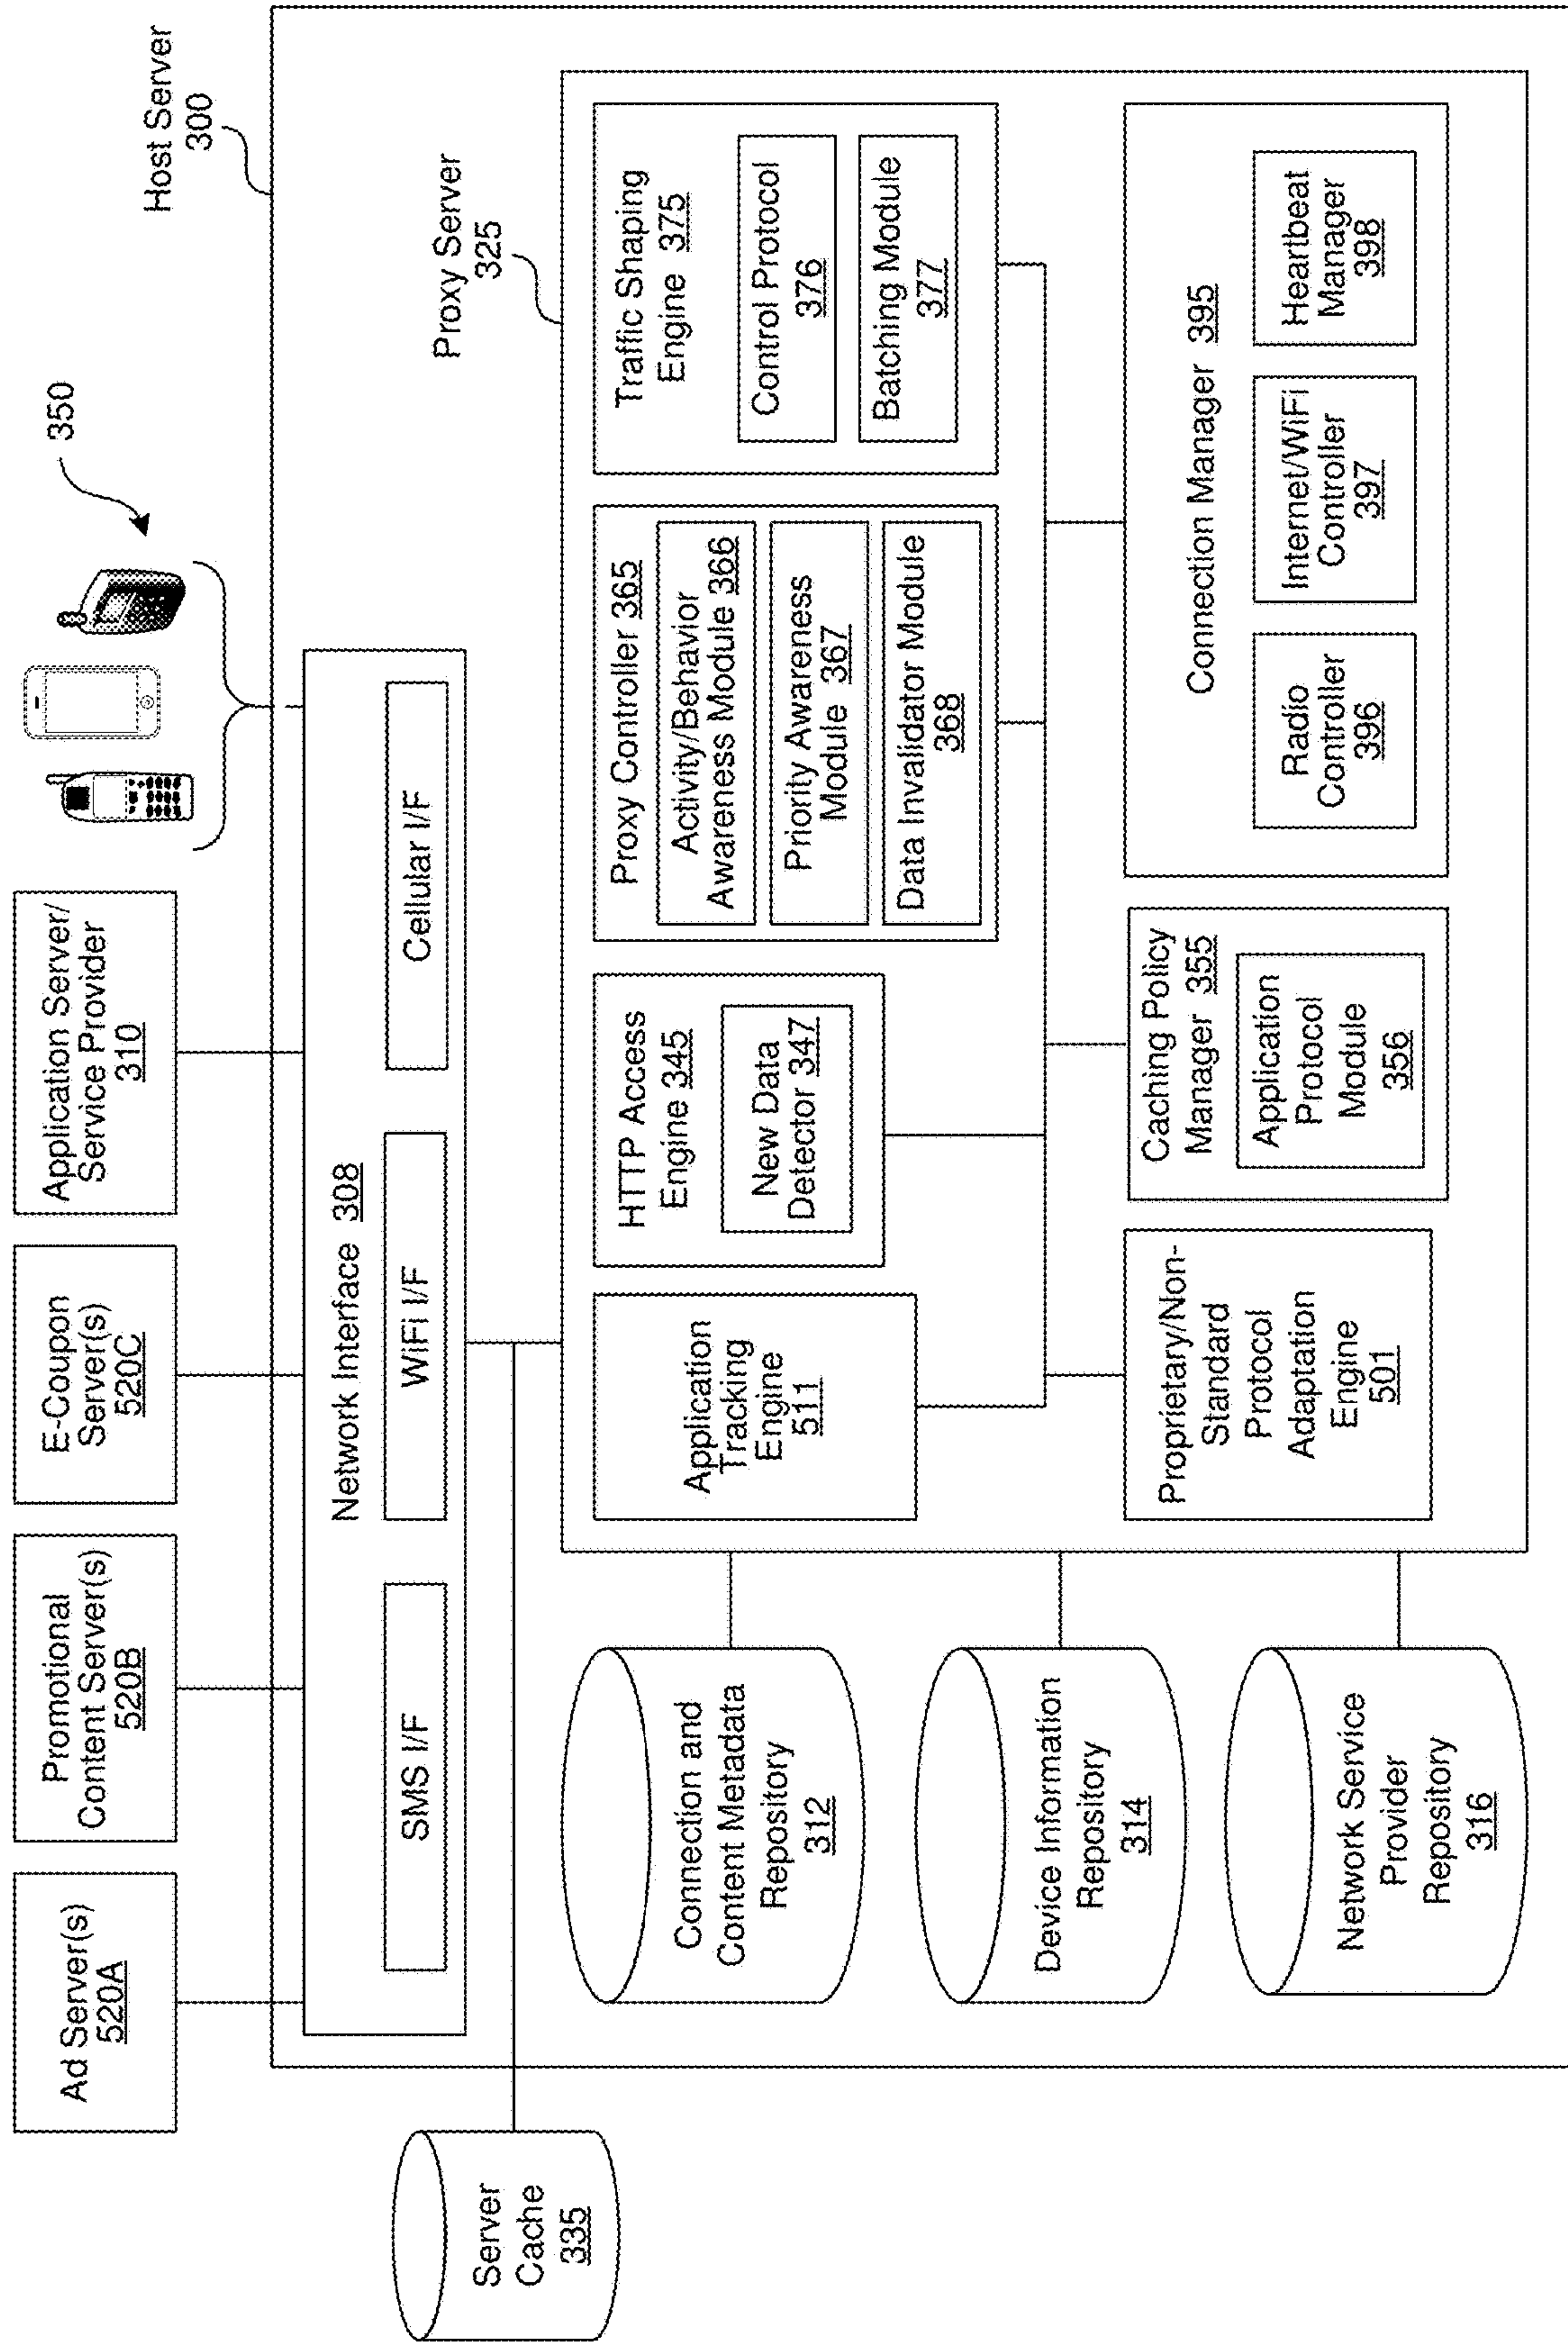 Ad Server(s)
520A
Promotional
Content Server(s)
520B
E-Coupon
Server(s)
520C
Application Server/
Service Provider
310
350
Host Server
300
Server
Cache
335
Network Interface 308
SMS I/F
WiFi I/F
Cellular I/F
Proxy Server
325
Connection and
Content Metadata
Repository
312
Device Information
Repository
314
Network Service
Provider
Repository
316
Application
Tracking
Engine
511
HTTP Access
Engine 345
New Data
Detector 347
Proxy Controller 365
Activity/Behavior
Awareness Module 366
Priority Awareness
Module 367
Data Invalidator Module
368
Traffic Shaping
Engine 375
Control Protocol
376
Batching Module
377
Proprietary/Non-
Standard
Protocol
Adaptation
Engine
501
Caching Policy
Manager 355
Application
Protocol
Module
356
Connection Manager 395
Radio
Controller
396
Internet/WiFi
Controller
397
Heartbeat
Manager
398